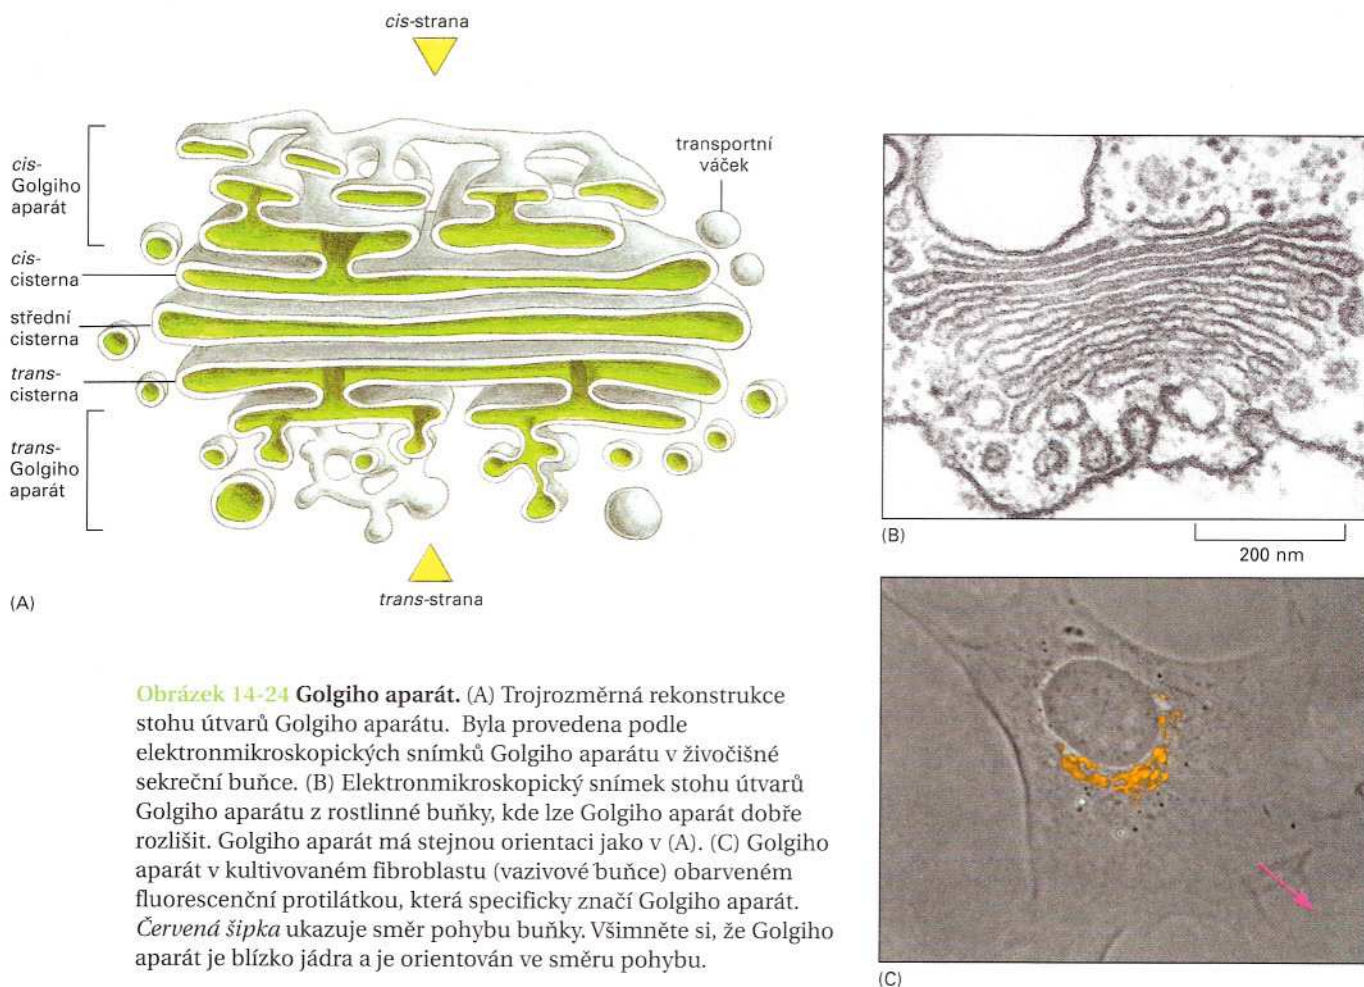 cis-strana
cis-
Golgiho
aparát
cis-
cisterna
střední
cisterna
trans-
cisterna
trans-
Golgiho
aparát
transportní
váček
trans-strana
(A)
(B)
200 nm
(C)
Obrázek 14-24 Golgiho aparát. (A) Trojrozměrná rekonstrukce
stohu útvarů Golgiho aparátu. Byla provedena podle
elektronmikroskopických snímků Golgiho aparátu v živočišné
sekreční buňce. (B) Elektronmikroskopický snímek stohu útvarů
Golgiho aparátu z rostlinné buňky, kde lze Golgiho aparát dobře
rozlišit. Golgiho aparát má stejnou orientaci jako v (A). (C) Golgiho
aparát v kultivovaném fibroblastu (vazivové buňce) obarveném
fluorescenční protilátkou, která specificky značí Golgiho aparát.
Červená šipka ukazuje směr pohybu buňky. Všimněte si, že Golgiho
aparát je blízko jádra a je orientován ve směru pohybu.